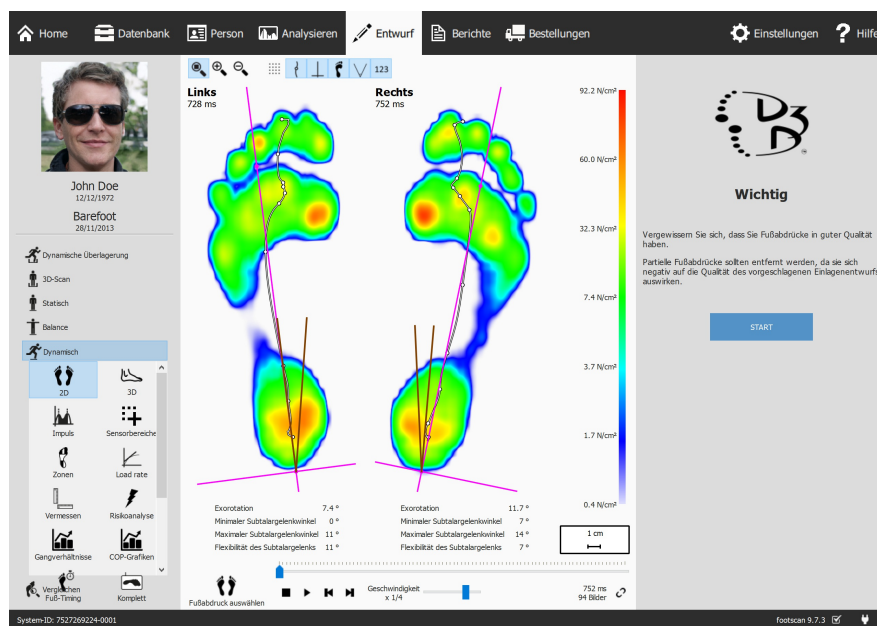 Home
Datenbank
Person
Analysieren
Entwurf
Berichte
Bestellungen
Einstellungen
Hilfe
John Doe
12/12/1972
Barefoot
28/11/2013
Dynamische Überlagerung
3D-Scan
Statisch
Balance
Dynamisch
2D
3D
Impuls
Sensorbereiche
Zonen
Load rate
Vermessen
Risikoanalyse
Gangverhältnisse
COP-Grafiken
Vergleichen
Fuß-Timing
Komplett
123
Links
728 ms
Rechts
752 ms
92.2 N/cm²
60.0 N/cm²
32.3 N/cm²
7.4 N/cm²
3.7 N/cm²
1.7 N/cm²
0.4 N/cm²
Exorotation 7.4 °
Minimaler Subtalargelenkwinkel 0 °
Maximaler Subtalargelenkwinkel 11 °
Flexibilität des Subtalargelenks 11 °
Exorotation 11.7 °
Minimaler Subtalargelenkwinkel 7 °
Maximaler Subtalargelenkwinkel 14 °
Flexibilität des Subtalargelenks 7 °
1 cm
Fußabdruck auswählen
Geschwindigkeit
x 1/4
752 ms
94 Bilder
D3D
Wichtig
Vergewissern Sie sich, dass Sie Fußabdrücke in guter Qualität
haben.
Partielle Fußabdrücke sollten entfernt werden, da sie sich
negativ auf die Qualität des vorgeschlagenen Einlagenentwurfs
auswirken.
START
System-ID: 7527269224-0001
footscan 9.7.3